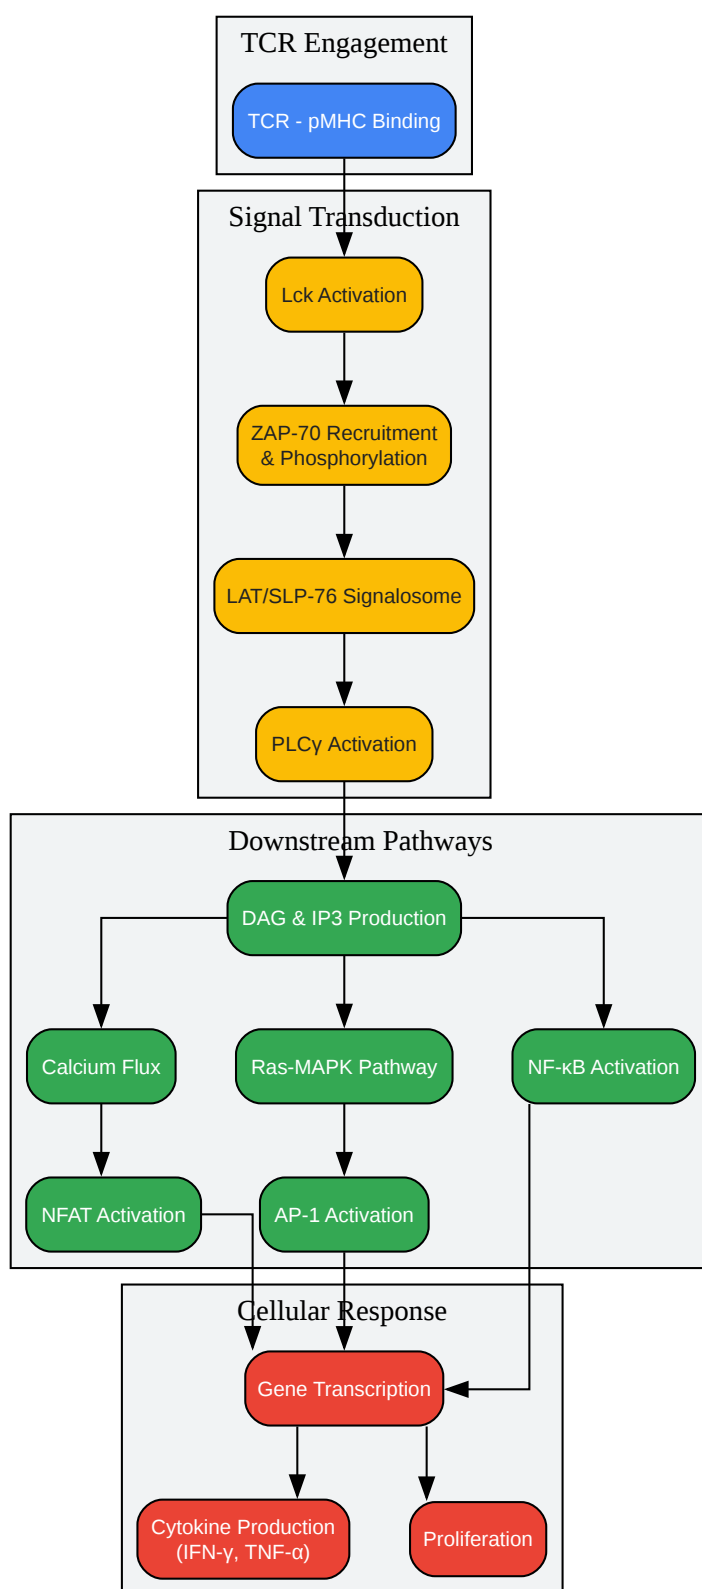 TCR Engagement
TCR - pMHC Binding
Signal Transduction
Lck Activation
ZAP-70 Recruitment
& Phosphorylation
LAT/SLP-76 Signalosome
PLCγ Activation
Downstream Pathways
DAG & IP3 Production
Calcium Flux
Ras-MAPK Pathway
NF-κB Activation
NFAT Activation
AP-1 Activation
Cellular Response
Gene Transcription
Cytokine Production
(IFN-γ, TNF-α)
Proliferation